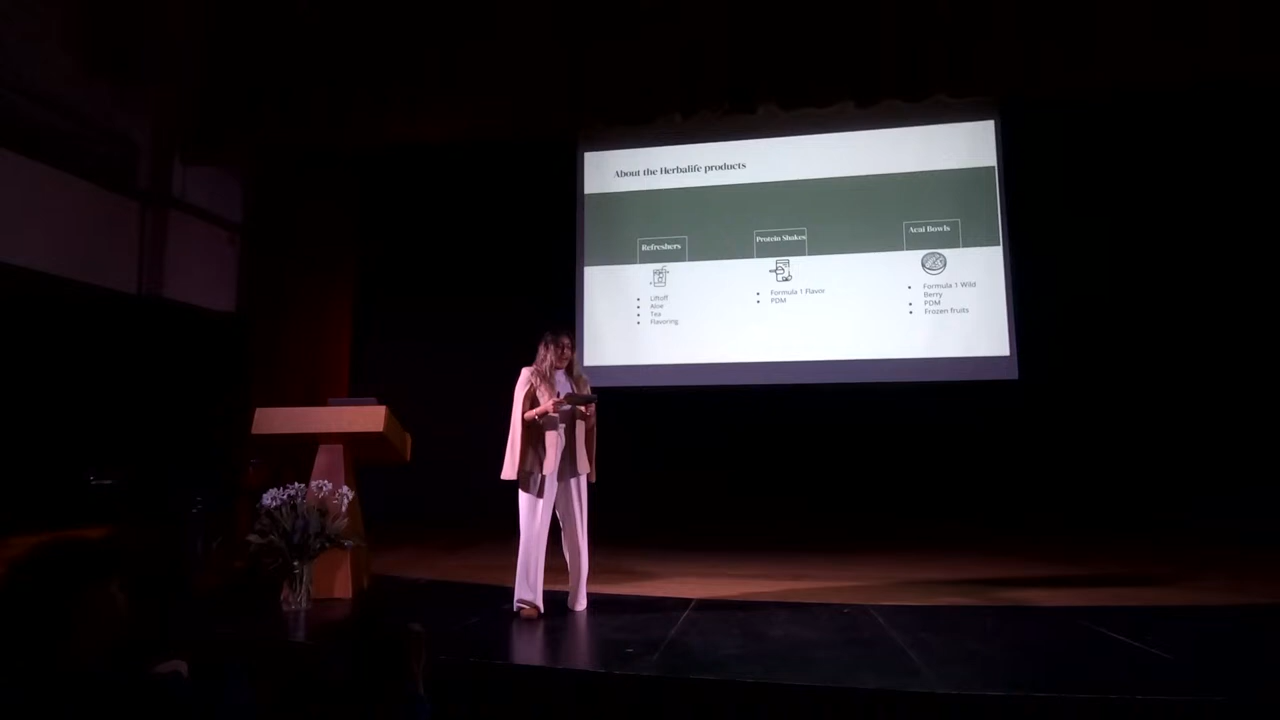 About the Herbalife products
Refreshers
Liftoff
Aloe
Tea
Flavoring
Protein Shakes
Formula 1 Flavor
PDM
Acai Bowls
Formula 1 Wild
Berry
PDM
Frozen fruits